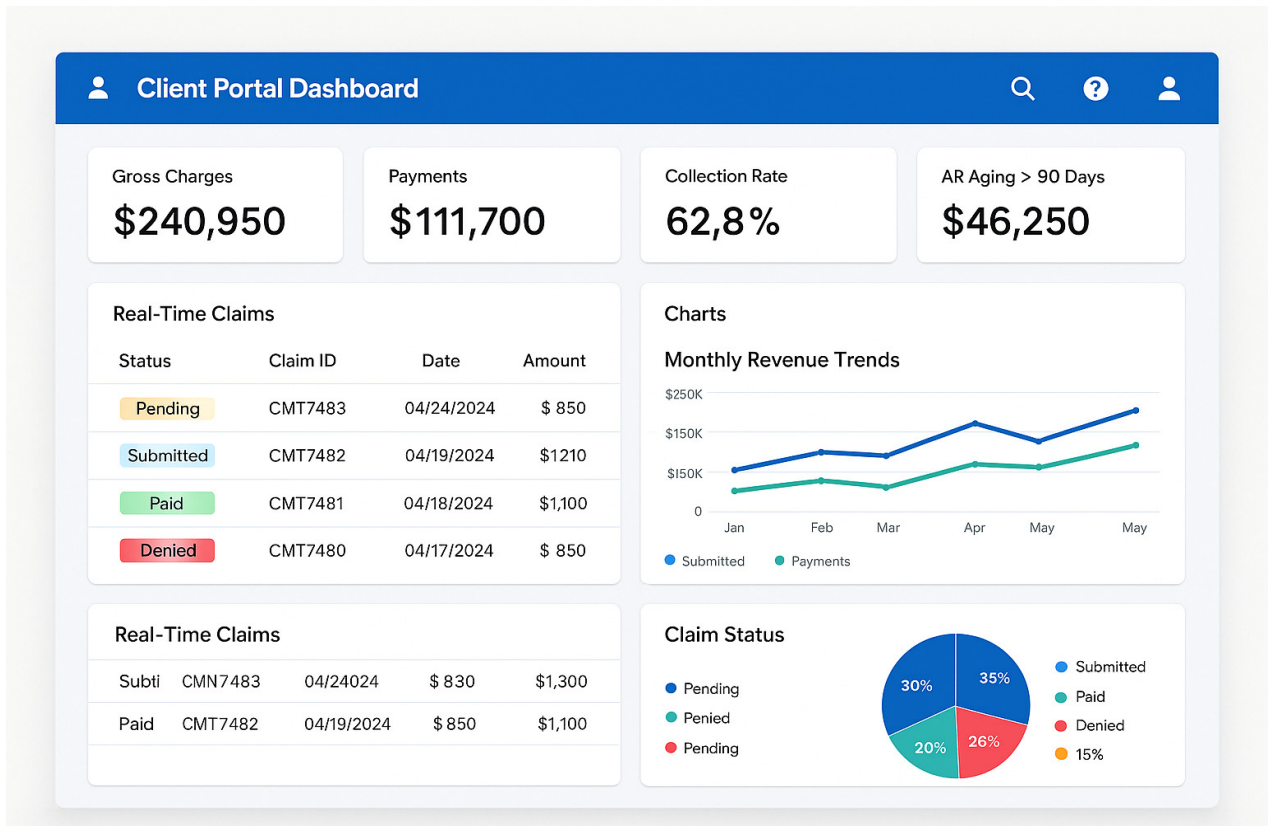 Client Portal Dashboard
?
Gross Charges
$240,950
Payments
$111,700
Collection Rate
62,8%
AR Aging > 90 Days
$46,250
Real-Time Claims
Status Claim ID Date Amount
Pending CMT7483 04/24/2024 $ 850
Submitted CMT7482 04/19/2024 $1210
Paid CMT7481 04/18/2024 $1,100
Denied CMT7480 04/17/2024 $ 850
Charts
Monthly Revenue Trends
$250K
$150K
$150K
0
Jan Feb Mar Apr May May
Submitted Payments
Real-Time Claims
Subti CMN7483 04/24024 $ 830 $1,300
Paid CMT7482 04/19/2024 $ 850 $1,100
Claim Status
Pending
Penied
Pending
30% 35%
20% 26%
Submitted
Paid
Denied
15%